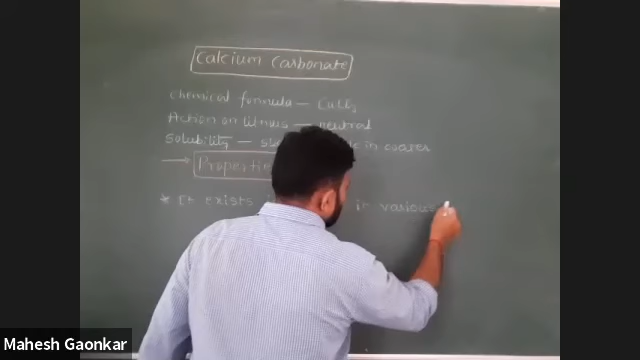 Calcium Carbonate
Chemical formula — CaCO3
Action on litmus — neutral
Solubility — in water
→ Properti
* It exists in various
Mahesh Gaonkar